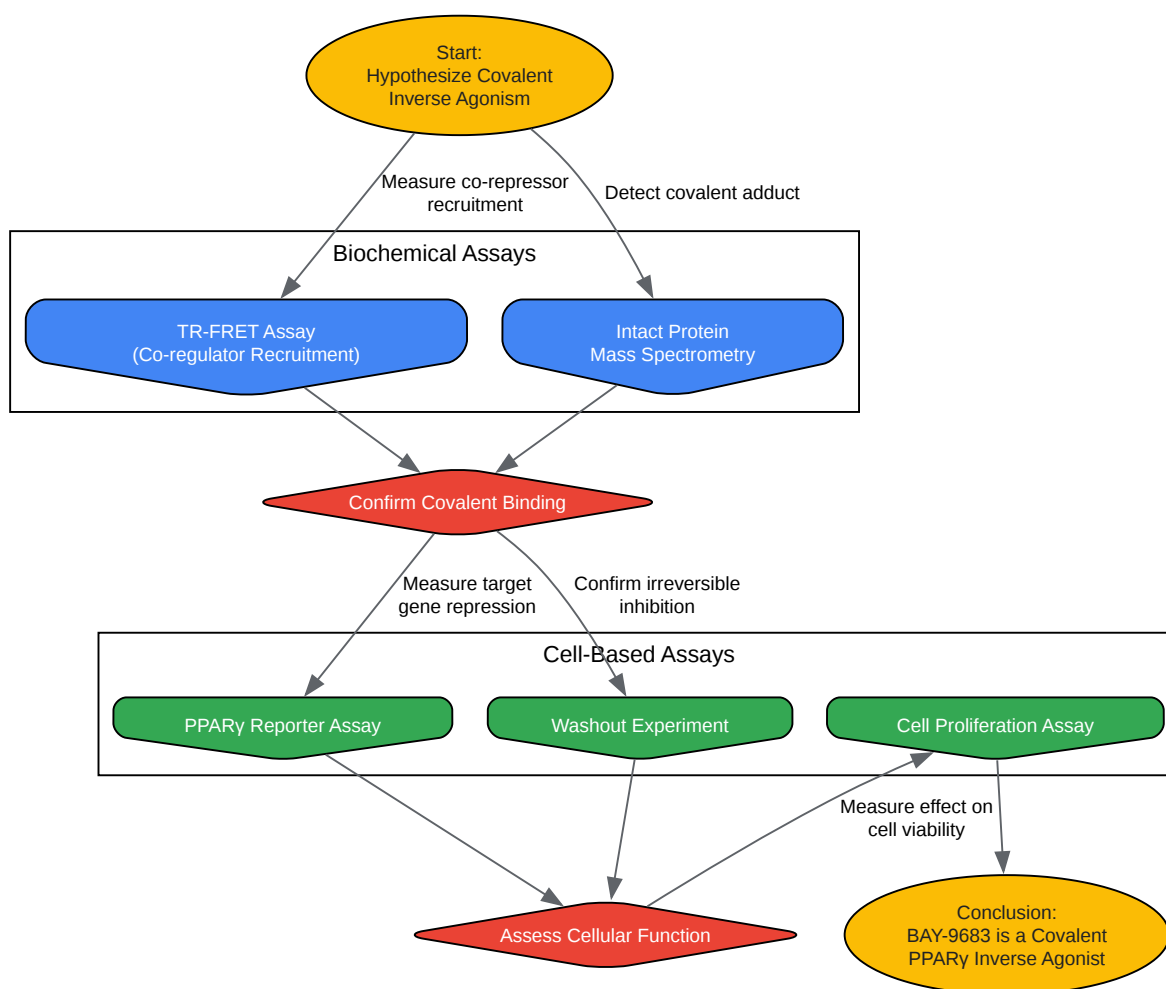 Start:
Hypothesize Covalent
Inverse Agonism
Measure co-repressor
recruitment
Detect covalent adduct
Biochemical Assays
TR-FRET Assay
(Co-regulator Recruitment)
Intact Protein
Mass Spectrometry
Confirm Covalent Binding
Measure target
gene repression
Confirm irreversible
inhibition
Cell-Based Assays
PPARγ Reporter Assay
Washout Experiment
Cell Proliferation Assay
Measure effect on
cell viability
Assess Cellular Function
Conclusion:
BAY-9683 is a Covalent
PPARγ Inverse Agonist